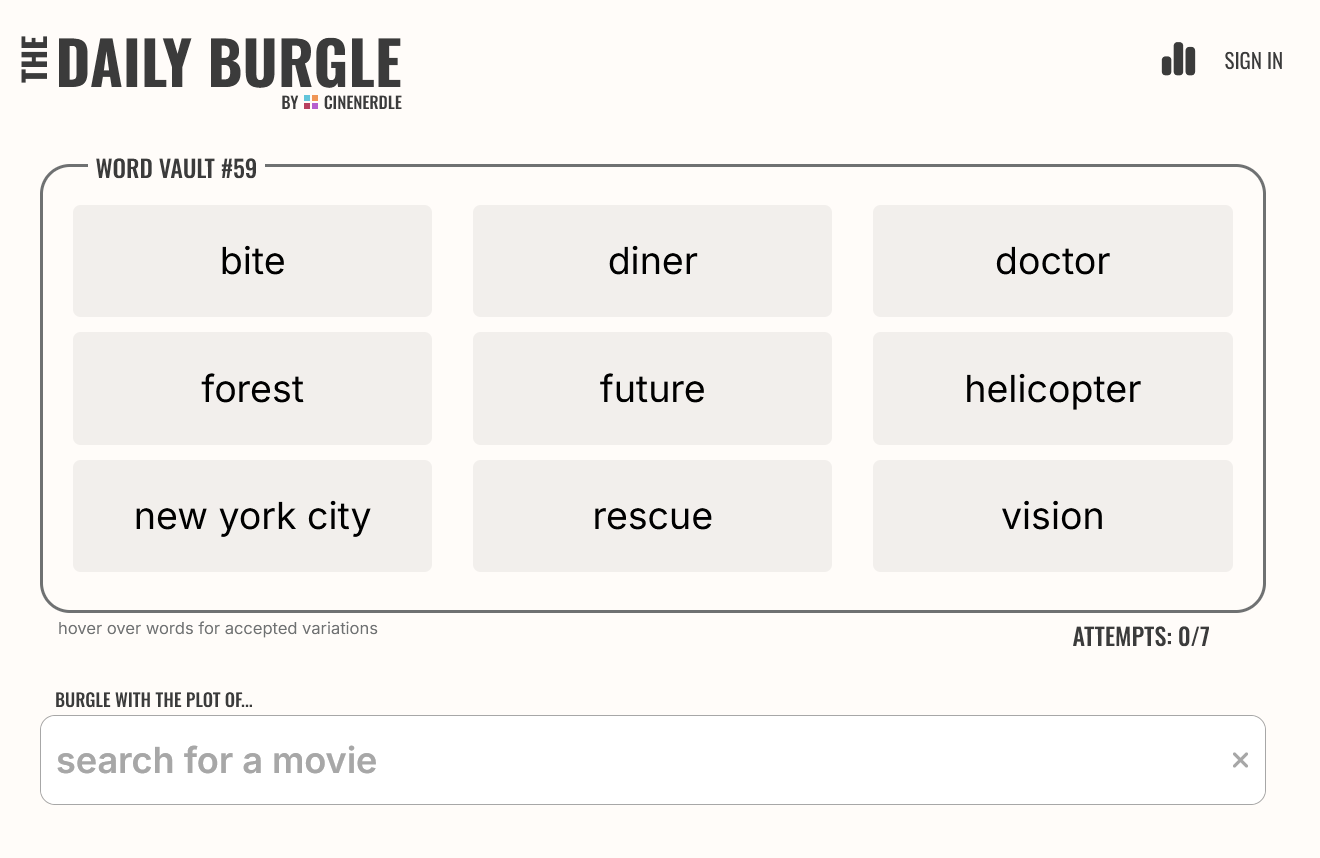 THE DAILY BURGLE
BY CINENERDLE
SIGN IN
WORD VAULT #59
bite
diner
doctor
forest
future
helicopter
new york city
rescue
vision
hover over words for accepted variations
ATTEMPTS: 0/7
BURGLE WITH THE PLOT OF...
search for a movie